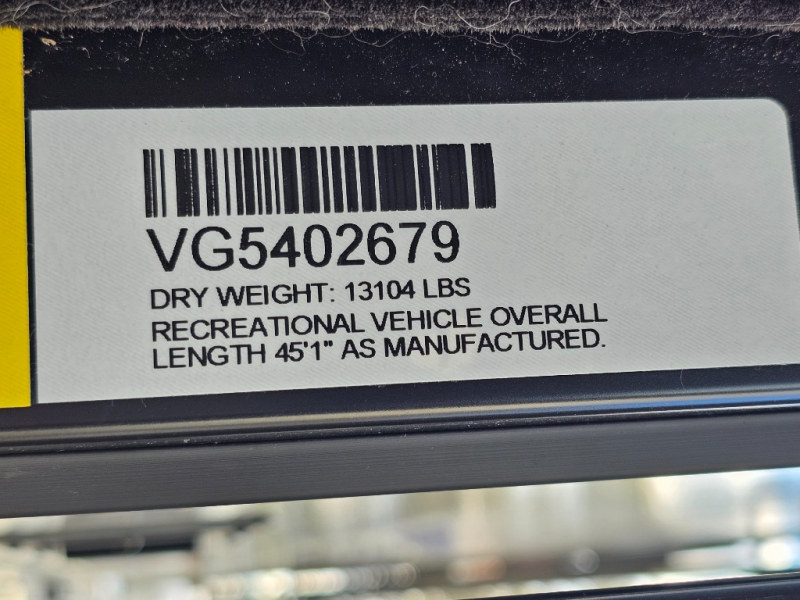 VG5402679
DRY WEIGHT: 13104 LBS
RECREATIONAL VEHICLE OVERALL
LENGTH 45'1" AS MANUFACTURED.